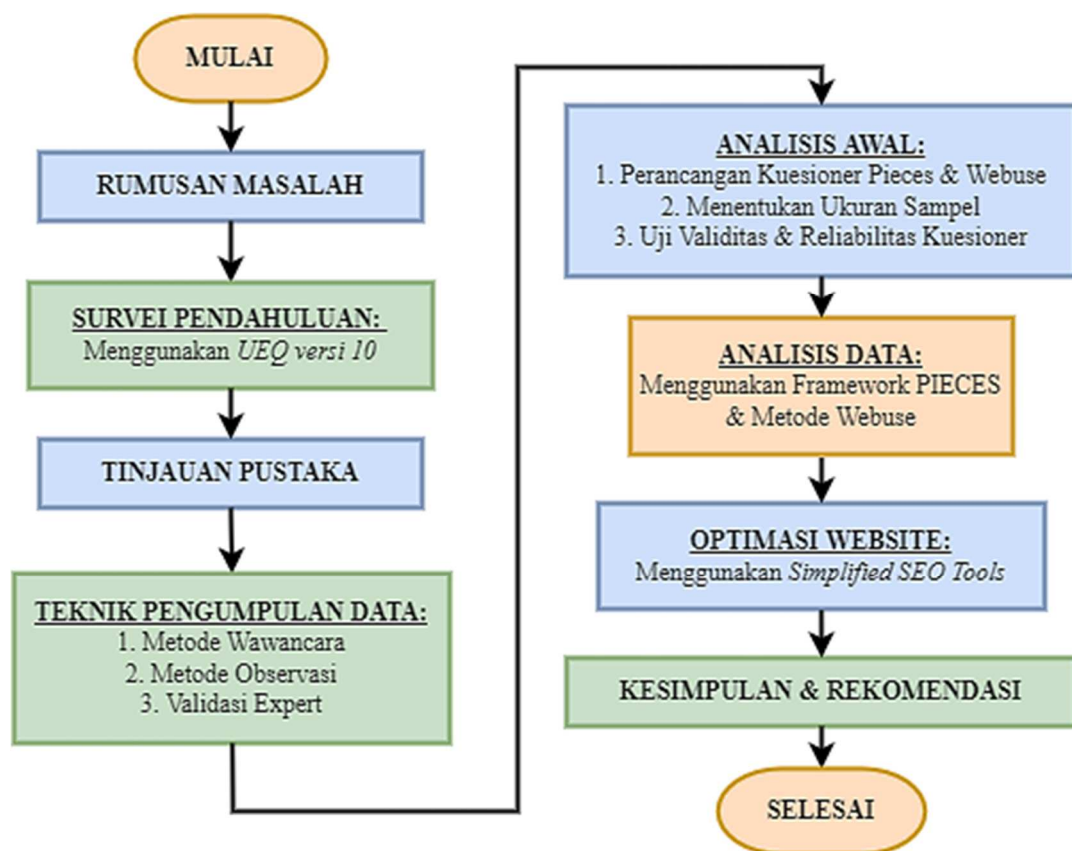 MULAI
RUMUSAN MASALAH
SURVEI PENDAHULUAN:
Menggunakan UEQ versi 10
TINJAUAN PUSTAKA
TEKNIK PENGUMPULAN DATA:
1. Metode Wawancara
2. Metode Observasi
3. Validasi Expert
ANALISIS AWAL:
1. Perancangan Kuesioner Pieces & Webuse
2. Menentukan Ukuran Sampel
3. Uji Validitas & Reliabilitas Kuesioner
ANALISIS DATA:
Menggunakan Framework PIECES
& Metode Webuse
OPTIMASI WEBSITE:
Menggunakan Simplified SEO Tools
KESIMPULAN & REKOMENDASI
SELESAI